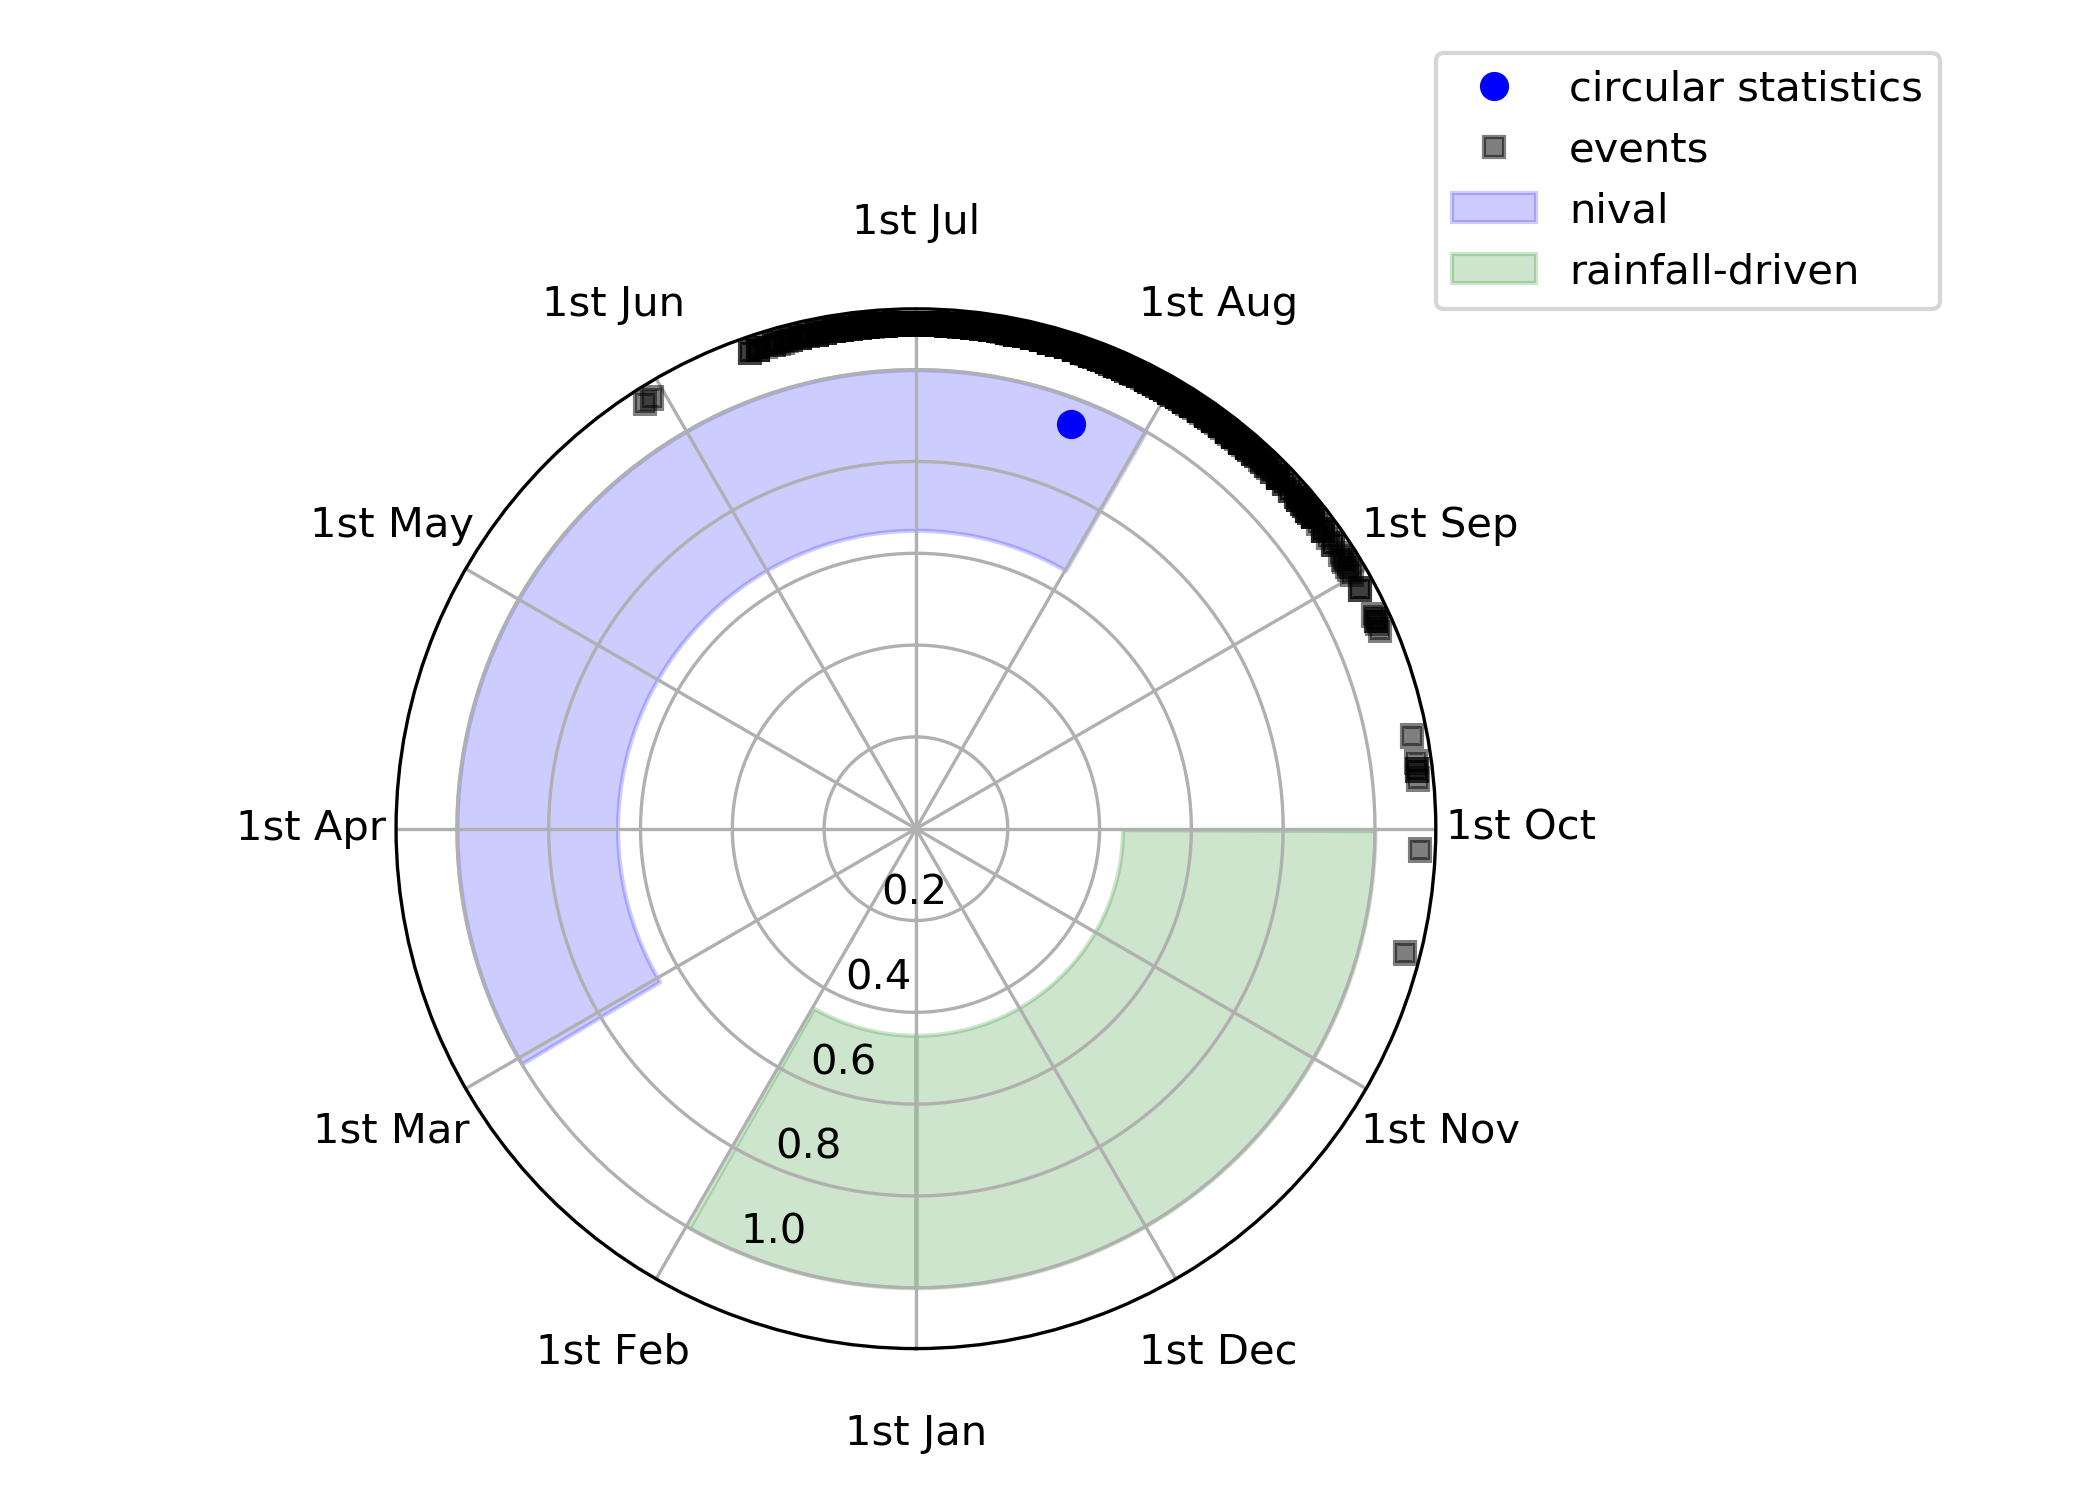 circular statistics
events
nival
rainfall-driven
1st Jul
1st Jun
1st Aug
1st May
1st Sep
1st Apr
1st Oct
0.2
0.4
0.6
0.8
1.0
1st Mar
1st Nov
1st Feb
1st Dec
1st Jan